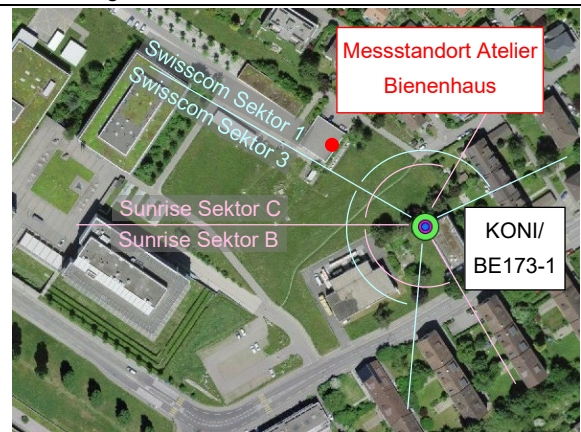 Messstandort Atelier
Bienenhaus
Swisscom Sektor 1
Swisscom Sektor 3
Sunrise Sektor C
Sunrise Sektor B
KONI/
BE173-1